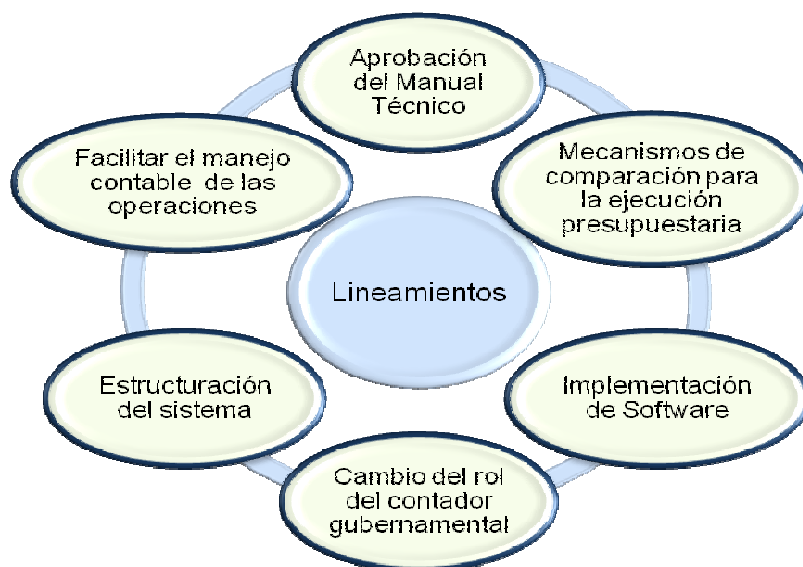 Aprobación
del Manual
Técnico
Mecanismos de
comparación para
la ejecución
presupuestaria
Implementación
de Software
Cambio del rol
del contador
gubernamental
Estructuración
del sistema
Facilitar el manejo
contable de las
operaciones
Lineamientos